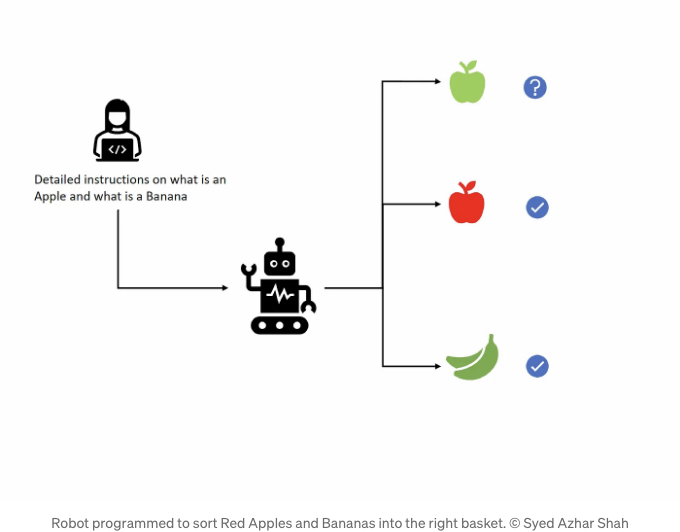 </>
Detailed instructions on what is an
Apple and what is a Banana
?
Robot programmed to sort Red Apples and Bananas into the right basket. © Syed Azhar Shah